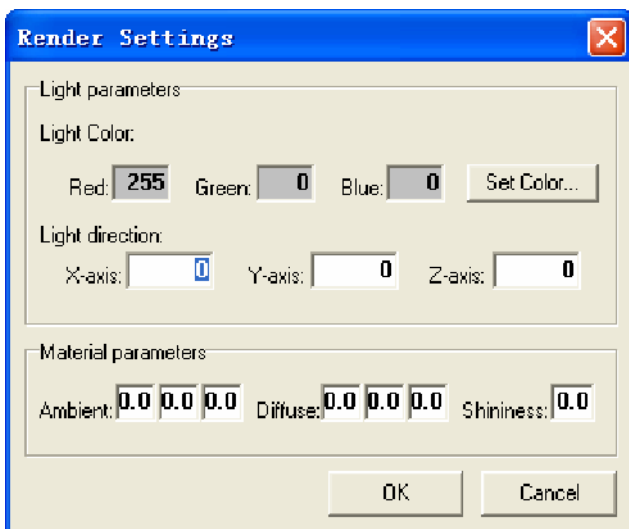 Render Settings
Light parameters
Light Color:
Red: 255 Green: 0 Blue: 0 Set Color...
Light direction:
X-axis: 0 Y-axis: 0 Z-axis: 0
Material parameters
Ambient: 0.0 0.0 0.0 Diffuse: 0.0 0.0 0.0 Shininess: 0.0
OK Cancel